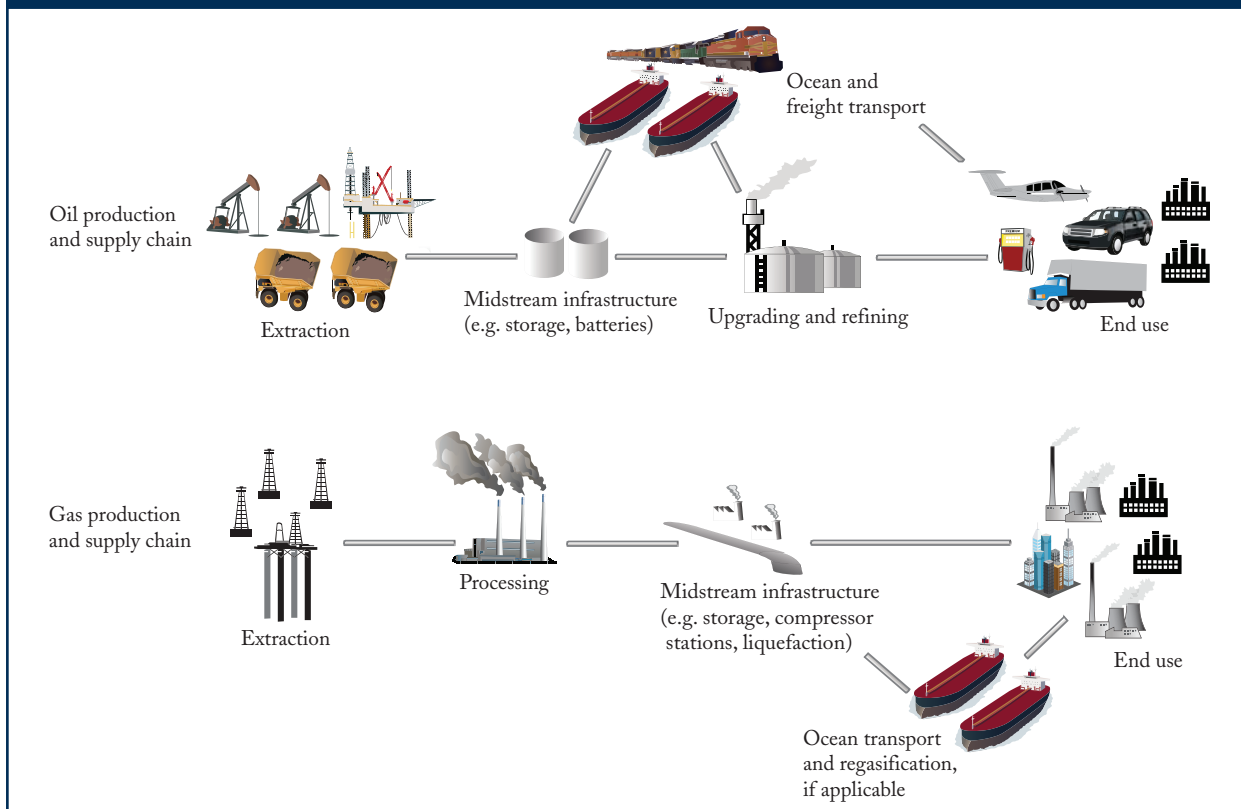 Ocean and
freight transport
Oil production
and supply chain
Extraction
Midstream infrastructure
(e.g. storage, batteries)
Upgrading and refining
End use
Gas production
and supply chain
Extraction
Processing
Midstream infrastructure
(e.g. storage, compressor
stations, liquefaction)
End use
Ocean transport
and regasification,
if applicable